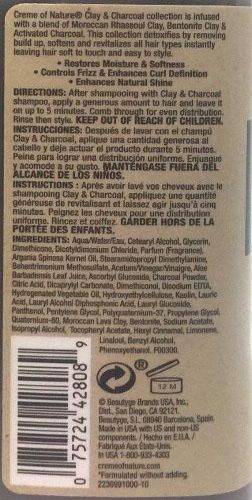 Creme of Nature® Clay & Charcoal collection is infused
with a blend of Moroccan Rhassoul Clay, Bentonite Clay &
Activated Charcoal. This collection detoxifies by removing
build up, softens and revitalizes all hair types instantly
leaving hair soft to touch and easy to style.
• Restores Moisture & Softness
• Controls Frizz & Enhances Curl Definition
• Enhances Natural Shine
DIRECTIONS: After shampooing with Clay & Charcoal
shampoo, apply a generous amount to hair and leave it
on up to 5 minutes. Comb through for even distribution.
Rinse then style. KEEP OUT OF REACH OF CHILDREN.
INSTRUCCIONES: Después de lavar con el champú
Clay & Charcoal, aplique una cantidad generosa al
cabello y deje actuar el producto durante 5 minutos.
Peine para lograr una distribución uniforme. Enjuague
y acomode a su gusto. MANTÉNGASE FUERA DEL
ALCANCE DE LOS NIÑOS.
INSTRUCTIONS : Après avoir lavé vos cheveux avec le
shampooing Clay & Charcoal, appliquez une quantité
généreuse de revitalisant et laissez agir jusqu'à cinq
minutes. Peignez les cheveux pour une distribution
uniforme. Rincez et coiffez. GARDER HORS DE LA
PORTÉE DES ENFANTS.
INGREDIENTS: Aqua/Water/Eau, Cetearyl Alcohol, Glycerin,
Dimethicone, Dicetyldimonium Chloride, Parfum (Fragrance),
Argania Spinosa Kernel Oil, Stearamidopropyl Dimethylamine,
Behentrimonium Methosulfate, Acetum/Vinegar/Vinaigre, Aloe
Barbadensis Leaf Juice, Ascorbyl Glucoside, Charcoal Powder,
Citric Acid, Dicaprylyl Carbonate, Dimethiconol, Disodium EDTA,
Hydrogenated Vegetable Oil, Hydroxyethylcellulose, Kaolin, Lauric
Acid, Lauryl Alcohol Diphosphonic Acid, Lauryl Glucoside,
Panthenol, Pentylene Glycol, Polyquaternium-37, Propylene Glycol,
Quaternium-80, Moroccan Lava Clay, Bentonite, Sodium Acetate,
Isopropyl Alcohol, Tocopheryl Acetate, Hexyl Cinnamal, Limonene,
Linalool, Benzyl Alcohol,
Phenoxyethanol. P00300.
12 M
0 75724 42808 9
© Beautyge Brands USA, Inc.,
Dist., San Diego, CA 92121.
Beautyge, S.L. 08940 Barcelona, Spain.
Made in USA with US and non-US
components. / Hecho en E.U.A. /
Fabriqué Aux États-Unis.
IN USA 1-800-933-4303
cremeofnature.com
*Formulated without adding.
2236991000-10